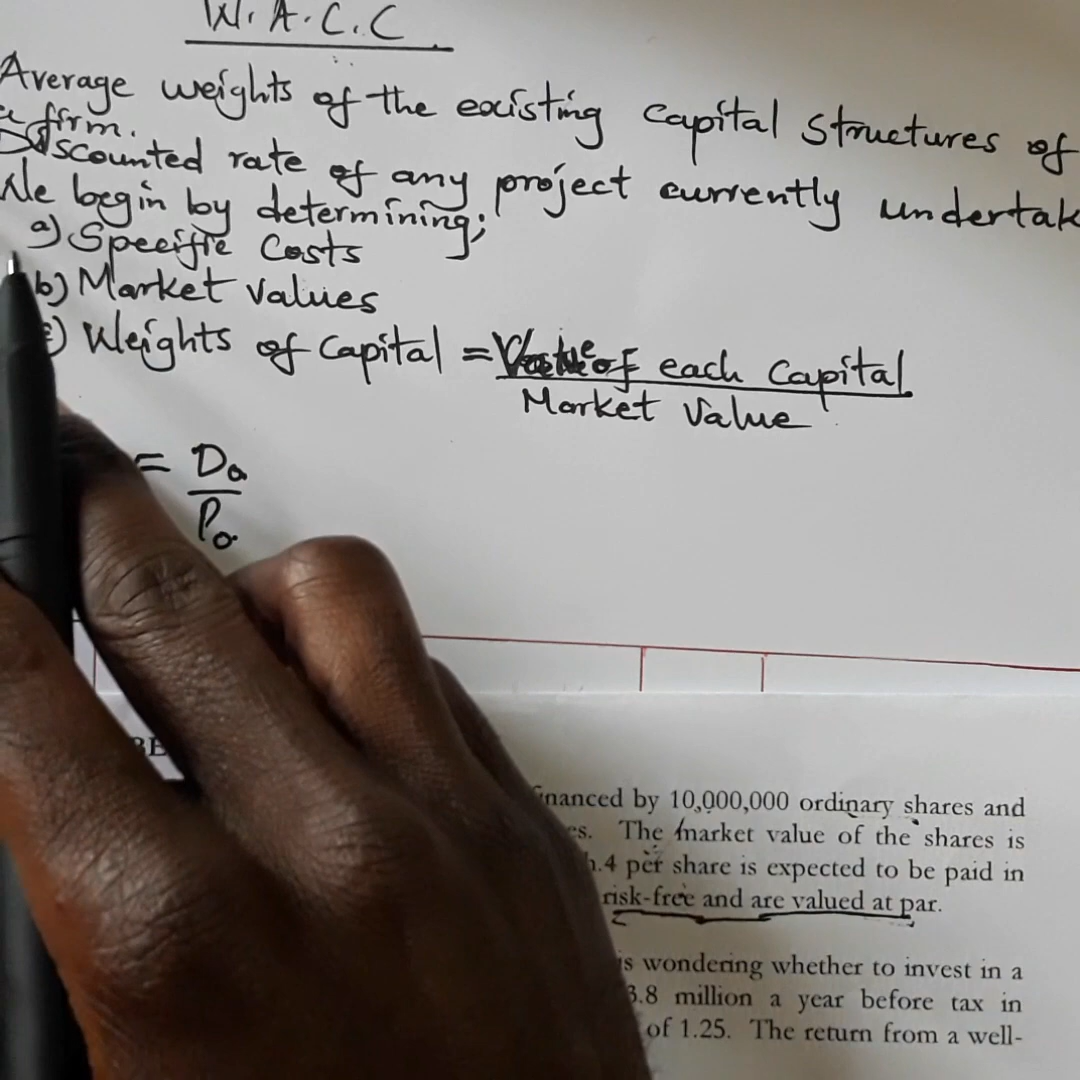 W.A.C.C
Average weights of the existing Capital structures of
a firm.
Discounted rate of any project currently undertak
We begin by determining;
a) Specific Costs
b) Market Values
c) Weights of Capital = Value of each Capital
Market Value
= Do
Po
BE
financed by 10,000,000 ordinary shares and
es. The market value of the shares is
h.4 per share is expected to be paid in
risk-free and are valued at par.
is wondering whether to invest in a
3.8 million a year before tax in
of 1.25. The return from a well-